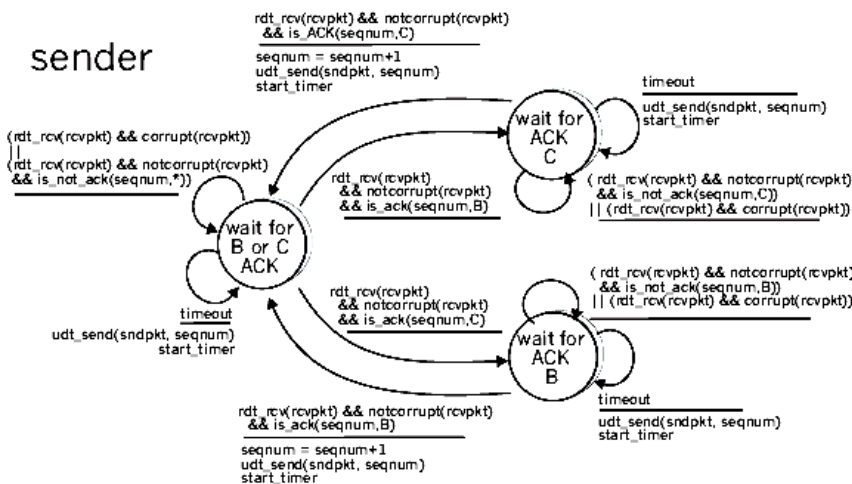 sender
rdt_rcv(rcvpkt) && notcorrupt(rcvpkt)
&& is_ACK(seqnum,C)
seqnum = seqnum+1
udt_send(sndpkt, seqnum)
start_timer
timeout
udt_send(sndpkt, seqnum)
start_timer
wait for
ACK
C
(rdt_rcv(rcvpkt) && corrupt(rcvpkt))
||
(rdt_rcv(rcvpkt) && notcorrupt(rcvpkt)
&& is_not_ack(seqnum,*))
rdt_rcv(rcvpkt)
&& notcorrupt(rcvpkt)
&& is_ack(seqnum,B)
( rdt_rcv(rcvpkt) && notcorrupt(rcvpkt)
&& is_not_ack(seqnum,C))
|| (rdt_rcv(rcvpkt) && corrupt(rcvpkt))
wait for
B or C
ACK
timeout
udt_send(sndpkt, seqnum)
start_timer
rdt_rcv(rcvpkt)
&& notcorrupt(rcvpkt)
&& is_ack(seqnum,C)
( rdt_rcv(rcvpkt) && notcorrupt(rcvpkt)
&& is_not_ack(seqnum,B))
|| (rdt_rcv(rcvpkt) && corrupt(rcvpkt))
wait for
ACK
B
timeout
udt_send(sndpkt, seqnum)
start_timer
rdt_rcv(rcvpkt) && notcorrupt(rcvpkt)
&& is_ack(seqnum,B)
seqnum = seqnum+1
udt_send(sndpkt, seqnum)
start_timer